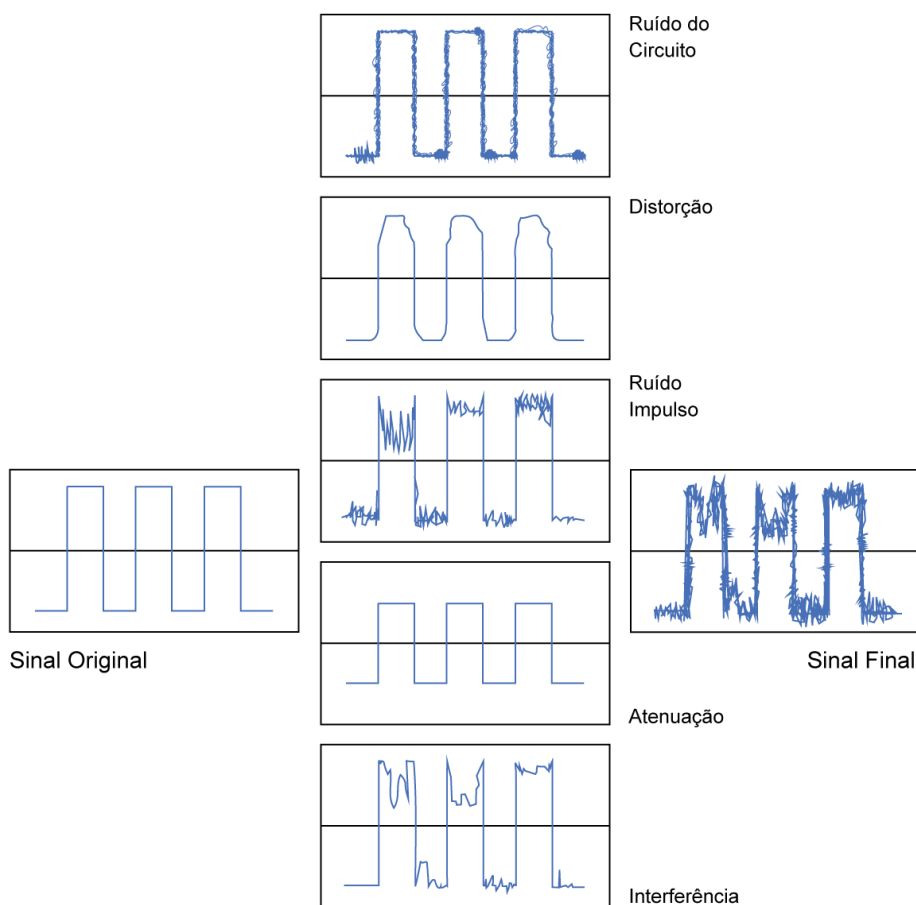 Ruído do
Circuito
Distorção
Ruído
Impulso
Sinal Original
Sinal Final
Atenuação
Interferência